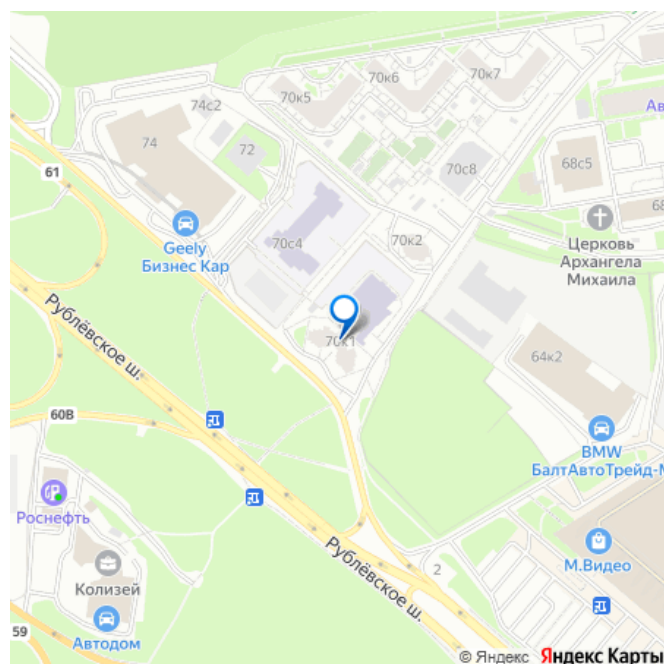 70к7
70к6
70к5
74с2
74
72
Ав
68с5
70с8
68
61
Geely
Бизнес Кар
70с4
70к2
Церковь
Архангела
Михаила
Рублёвское ш.
70к1
64к2
60В
BMW
БалтАвтоТрейд-М
Роснефть
Колизей
Автодом
59
Рублёвское ш.
2
М.Видео
© Яндекс Яндекс Карты